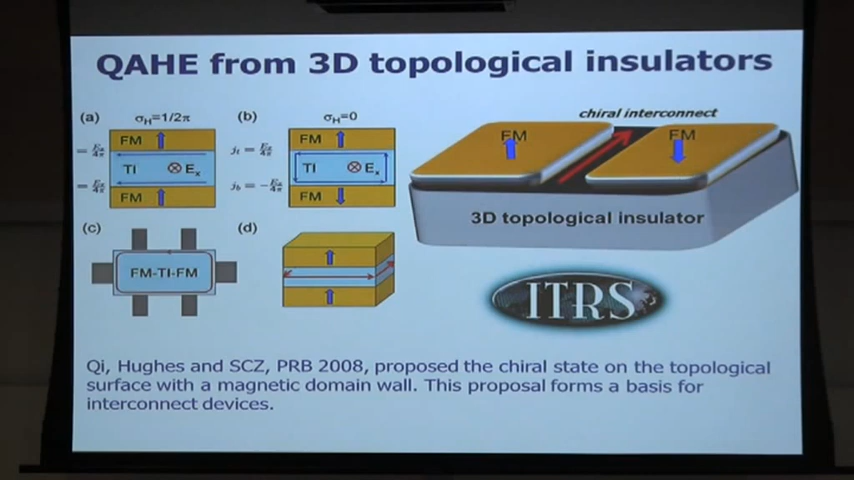 QAHE from 3D topological insulators
(a) σH=1/2π
FM
TI ⊗ Ex
FM
(b) σH=0
FM
TI ⊗ Ex
FM
(c)
FM-TI-FM
(d)
chiral interconnect
FM FM
3D topological insulator
ITRS
Qi, Hughes and SCZ, PRB 2008, proposed the chiral state on the topological
surface with a magnetic domain wall. This proposal forms a basis for
interconnect devices.